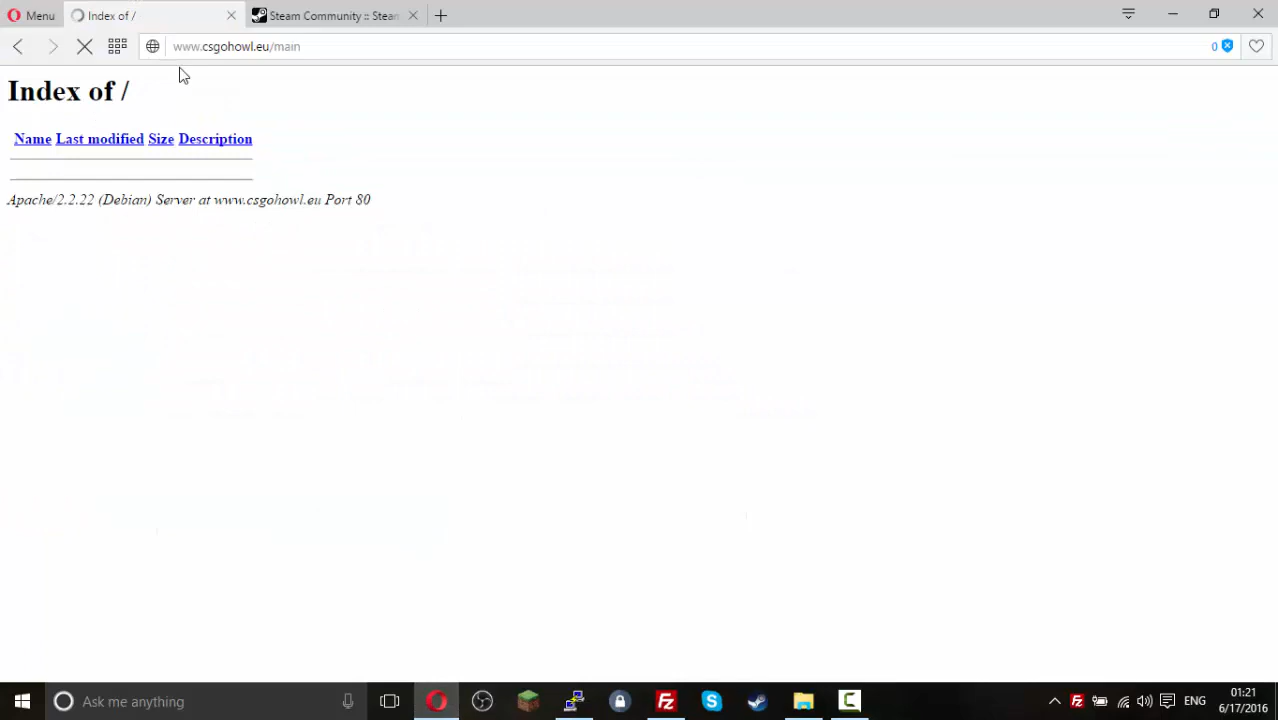 Menu
Index of /
Steam Community :: Steam
www.csgohowl.eu/main
0
Index of /
Name Last modified Size Description
Apache/2.2.22 (Debian) Server at www.csgohowl.eu Port 80
Ask me anything
ENG
01:21
6/17/2016